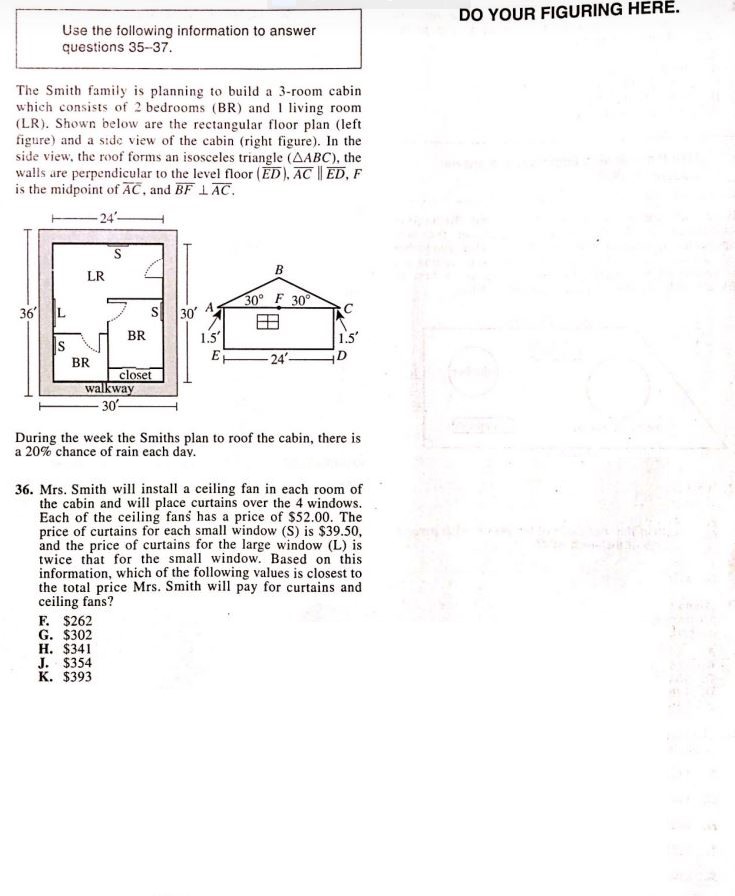 DO YOUR FIGURING HERE.
Use the following information to answer
questions 35–37.
The Smith family is planning to build a 3-room cabin
which consists of 2 bedrooms (BR) and 1 living room
(LR). Shown below are the rectangular floor plan (left
figure) and a side view of the cabin (right figure). In the
side view, the roof forms an isosceles triangle (△ABC), the
walls are perpendicular to the level floor (ED), AC ∥ ED, F
is the midpoint of AC, and BF ⊥ AC.
24′
S
LR
36′
L
S
30′
BR
S
BR
closet
walkway
30′
B
30° F 30°
A
C
1.5′
1.5′
E
24′
D
During the week the Smiths plan to roof the cabin, there is
a 20% chance of rain each day.
36. Mrs. Smith will install a ceiling fan in each room of
the cabin and will place curtains over the 4 windows.
Each of the ceiling fans has a price of $52.00. The
price of curtains for each small window (S) is $39.50,
and the price of curtains for the large window (L) is
twice that for the small window. Based on this
information, which of the following values is closest to
the total price Mrs. Smith will pay for curtains and
ceiling fans?
F. $262
G. $302
H. $341
J. $354
K. $393